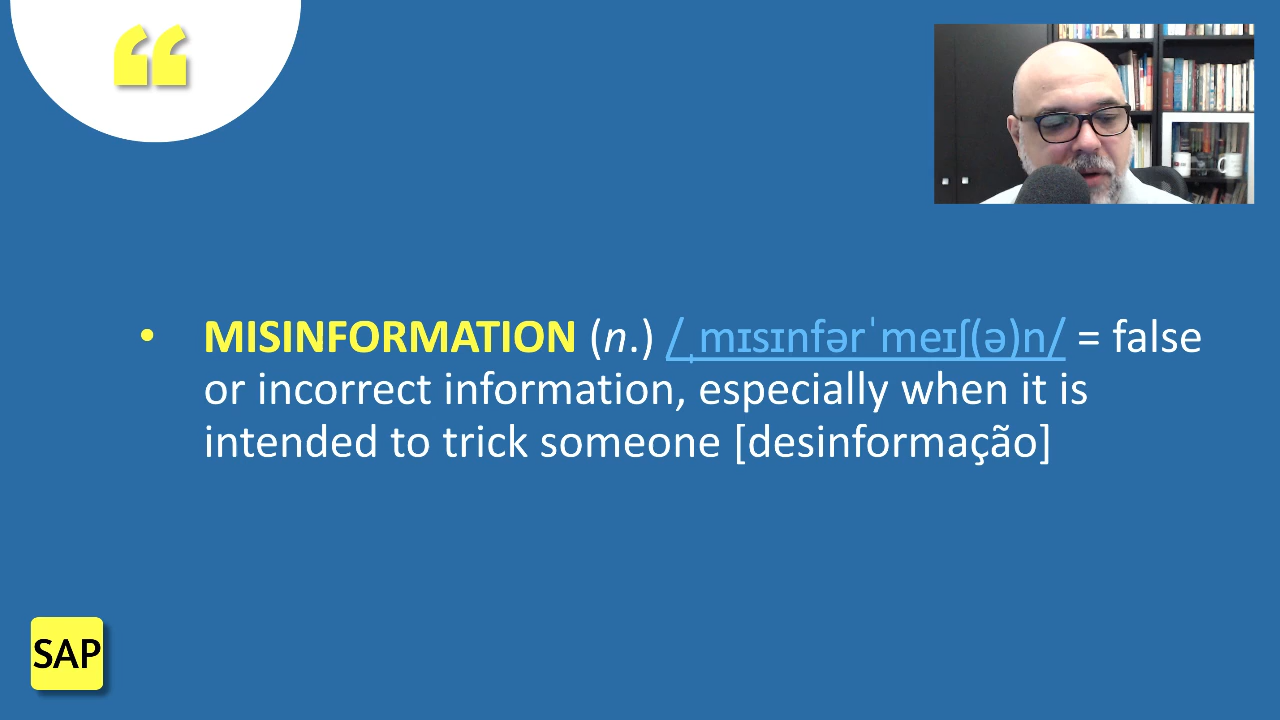 “
• MISINFORMATION (n.) /ˌmɪsɪnfərˈmeɪʃ(ə)n/ = false
or incorrect information, especially when it is
intended to trick someone [desinformação]
SAP